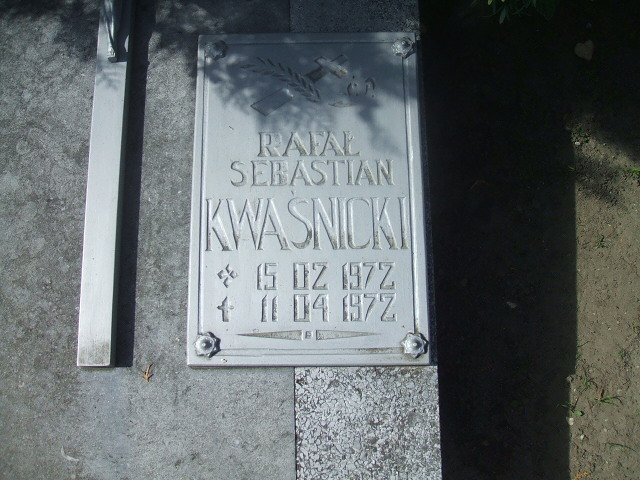 RAFAŁ
SEBASTIAN
KWAŚNICKI
15 02 1972
11 04 1972